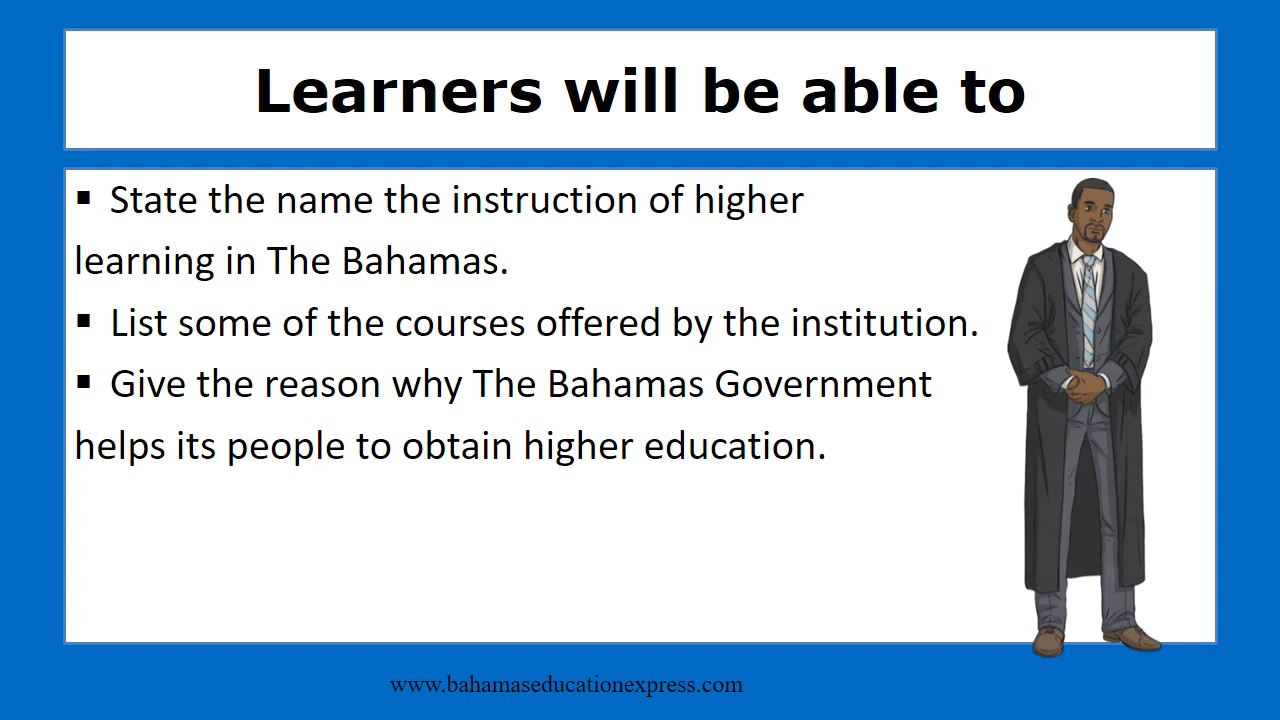 Learners will be able to
▪ State the name the instruction of higher
learning in The Bahamas.
▪ List some of the courses offered by the institution.
▪ Give the reason why The Bahamas Government
helps its people to obtain higher education.
www.bahamaseducationexpress.com